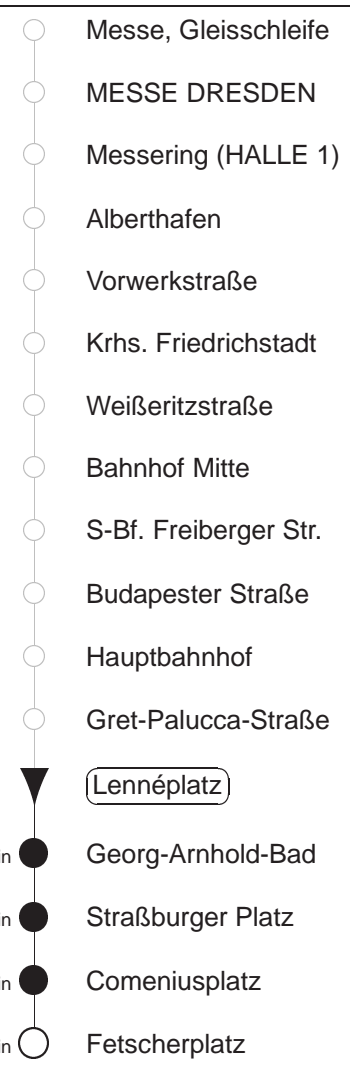 Messe, Gleisschleife
MESSE DRESDEN
Messering (HALLE 1)
Alberthafen
Vorwerkstraße
Krhs. Friedrichstadt
Weißeritzstraße
Bahnhof Mitte
S-Bf. Freiberger Str.
Budapester Straße
Hauptbahnhof
Gret-Palucca-Straße
Lennéplatz
Georg-Arnhold-Bad
Straßburger Platz
Comeniusplatz
Fetscherplatz